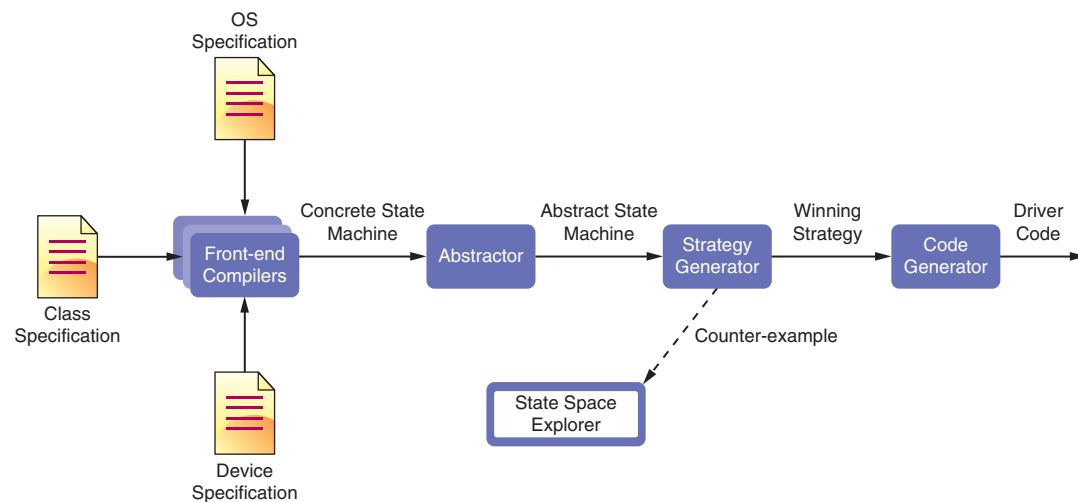 OS
Specification
Class
Specification
Front-end
Compilers
Device
Specification
Concrete State
Machine
Abstractor
Abstract State
Machine
Strategy
Generator
Counter-example
State Space
Explorer
Winning
Strategy
Code
Generator
Driver
Code